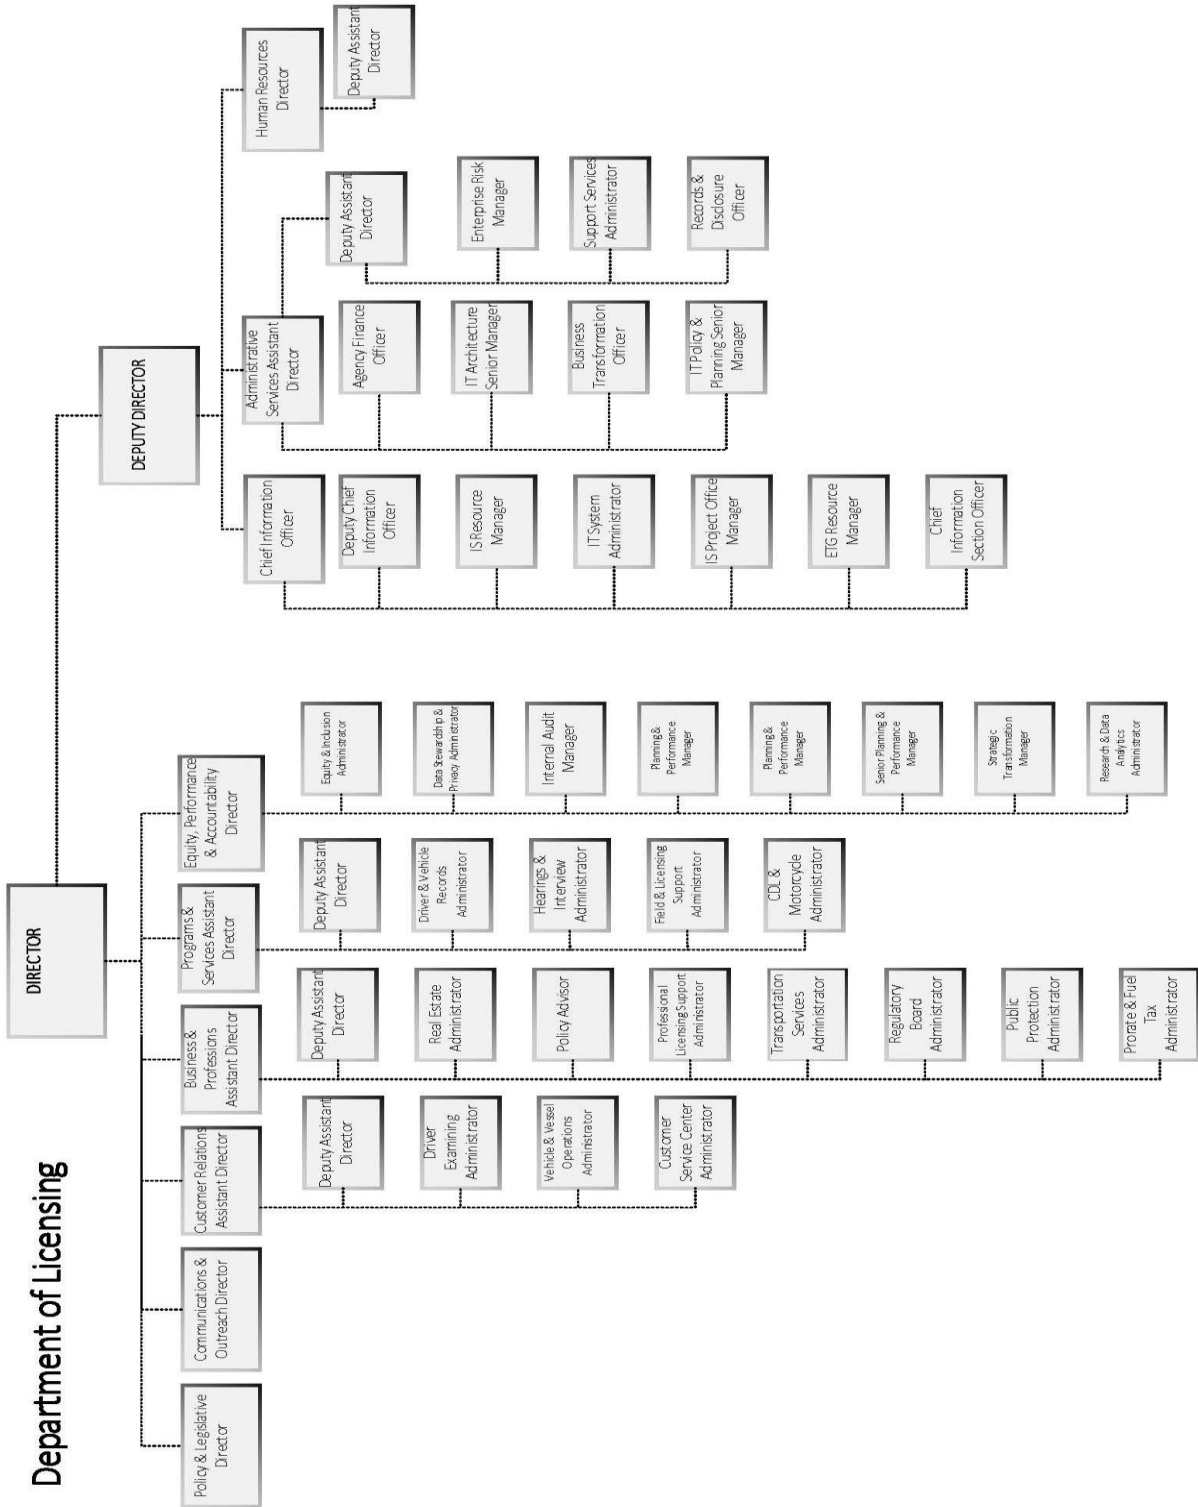 Department of Licensing
DIRECTOR
DEPUTY DIRECTOR
Policy & Legislative
Director
Communications &
Outreach Director
Customer Relations
Assistant Director
Deputy Assistant
Director
Driver
Examining
Administrator
Vehicle & Vessel
Operations
Administrator
Customer
Service Center
Administrator
Business &
Professions
Assistant Director
Deputy Assistant
Director
Real Estate
Administrator
Policy Advisor
Professional
Licensing Support
Administrator
Transportation
Services
Administrator
Regulatory
Board
Administrator
Public
Protection
Administrator
Prorate & Fuel
Tax
Administrator
Programs &
Services Assistant
Director
Deputy Assistant
Director
Driver & Vehicle
Records
Administrator
Hearings &
Interview
Administrator
Field & Licensing
Support
Administrator
CDL &
Motorcycle
Administrator
Equity, Performance
& Accountability
Director
Equity & Inclusion
Administrator
Data Stewardship &
Privacy Administrator
Internal Audit
Manager
Planning &
Performance
Manager
Planning &
Performance
Manager
Senior Planning &
Performance
Manager
Strategic
Transformation
Manager
Research & Data
Analytics
Administrator
Chief Information
Officer
Deputy Chief
Information
Officer
IS Resource
Manager
IT System
Administrator
IS Project Office
Manager
ETG Resource
Manager
Chief
Information
Section Officer
Administrative
Services Assistant
Director
Agency Finance
Officer
IT Architecture
Senior Manager
Business
Transformation
Officer
IT Policy &
Planning Senior
Manager
Deputy Assistant
Director
Enterprise Risk
Manager
Support Services
Administrator
Records &
Disclosure
Officer
Human Resources
Director
Deputy Assistant
Director